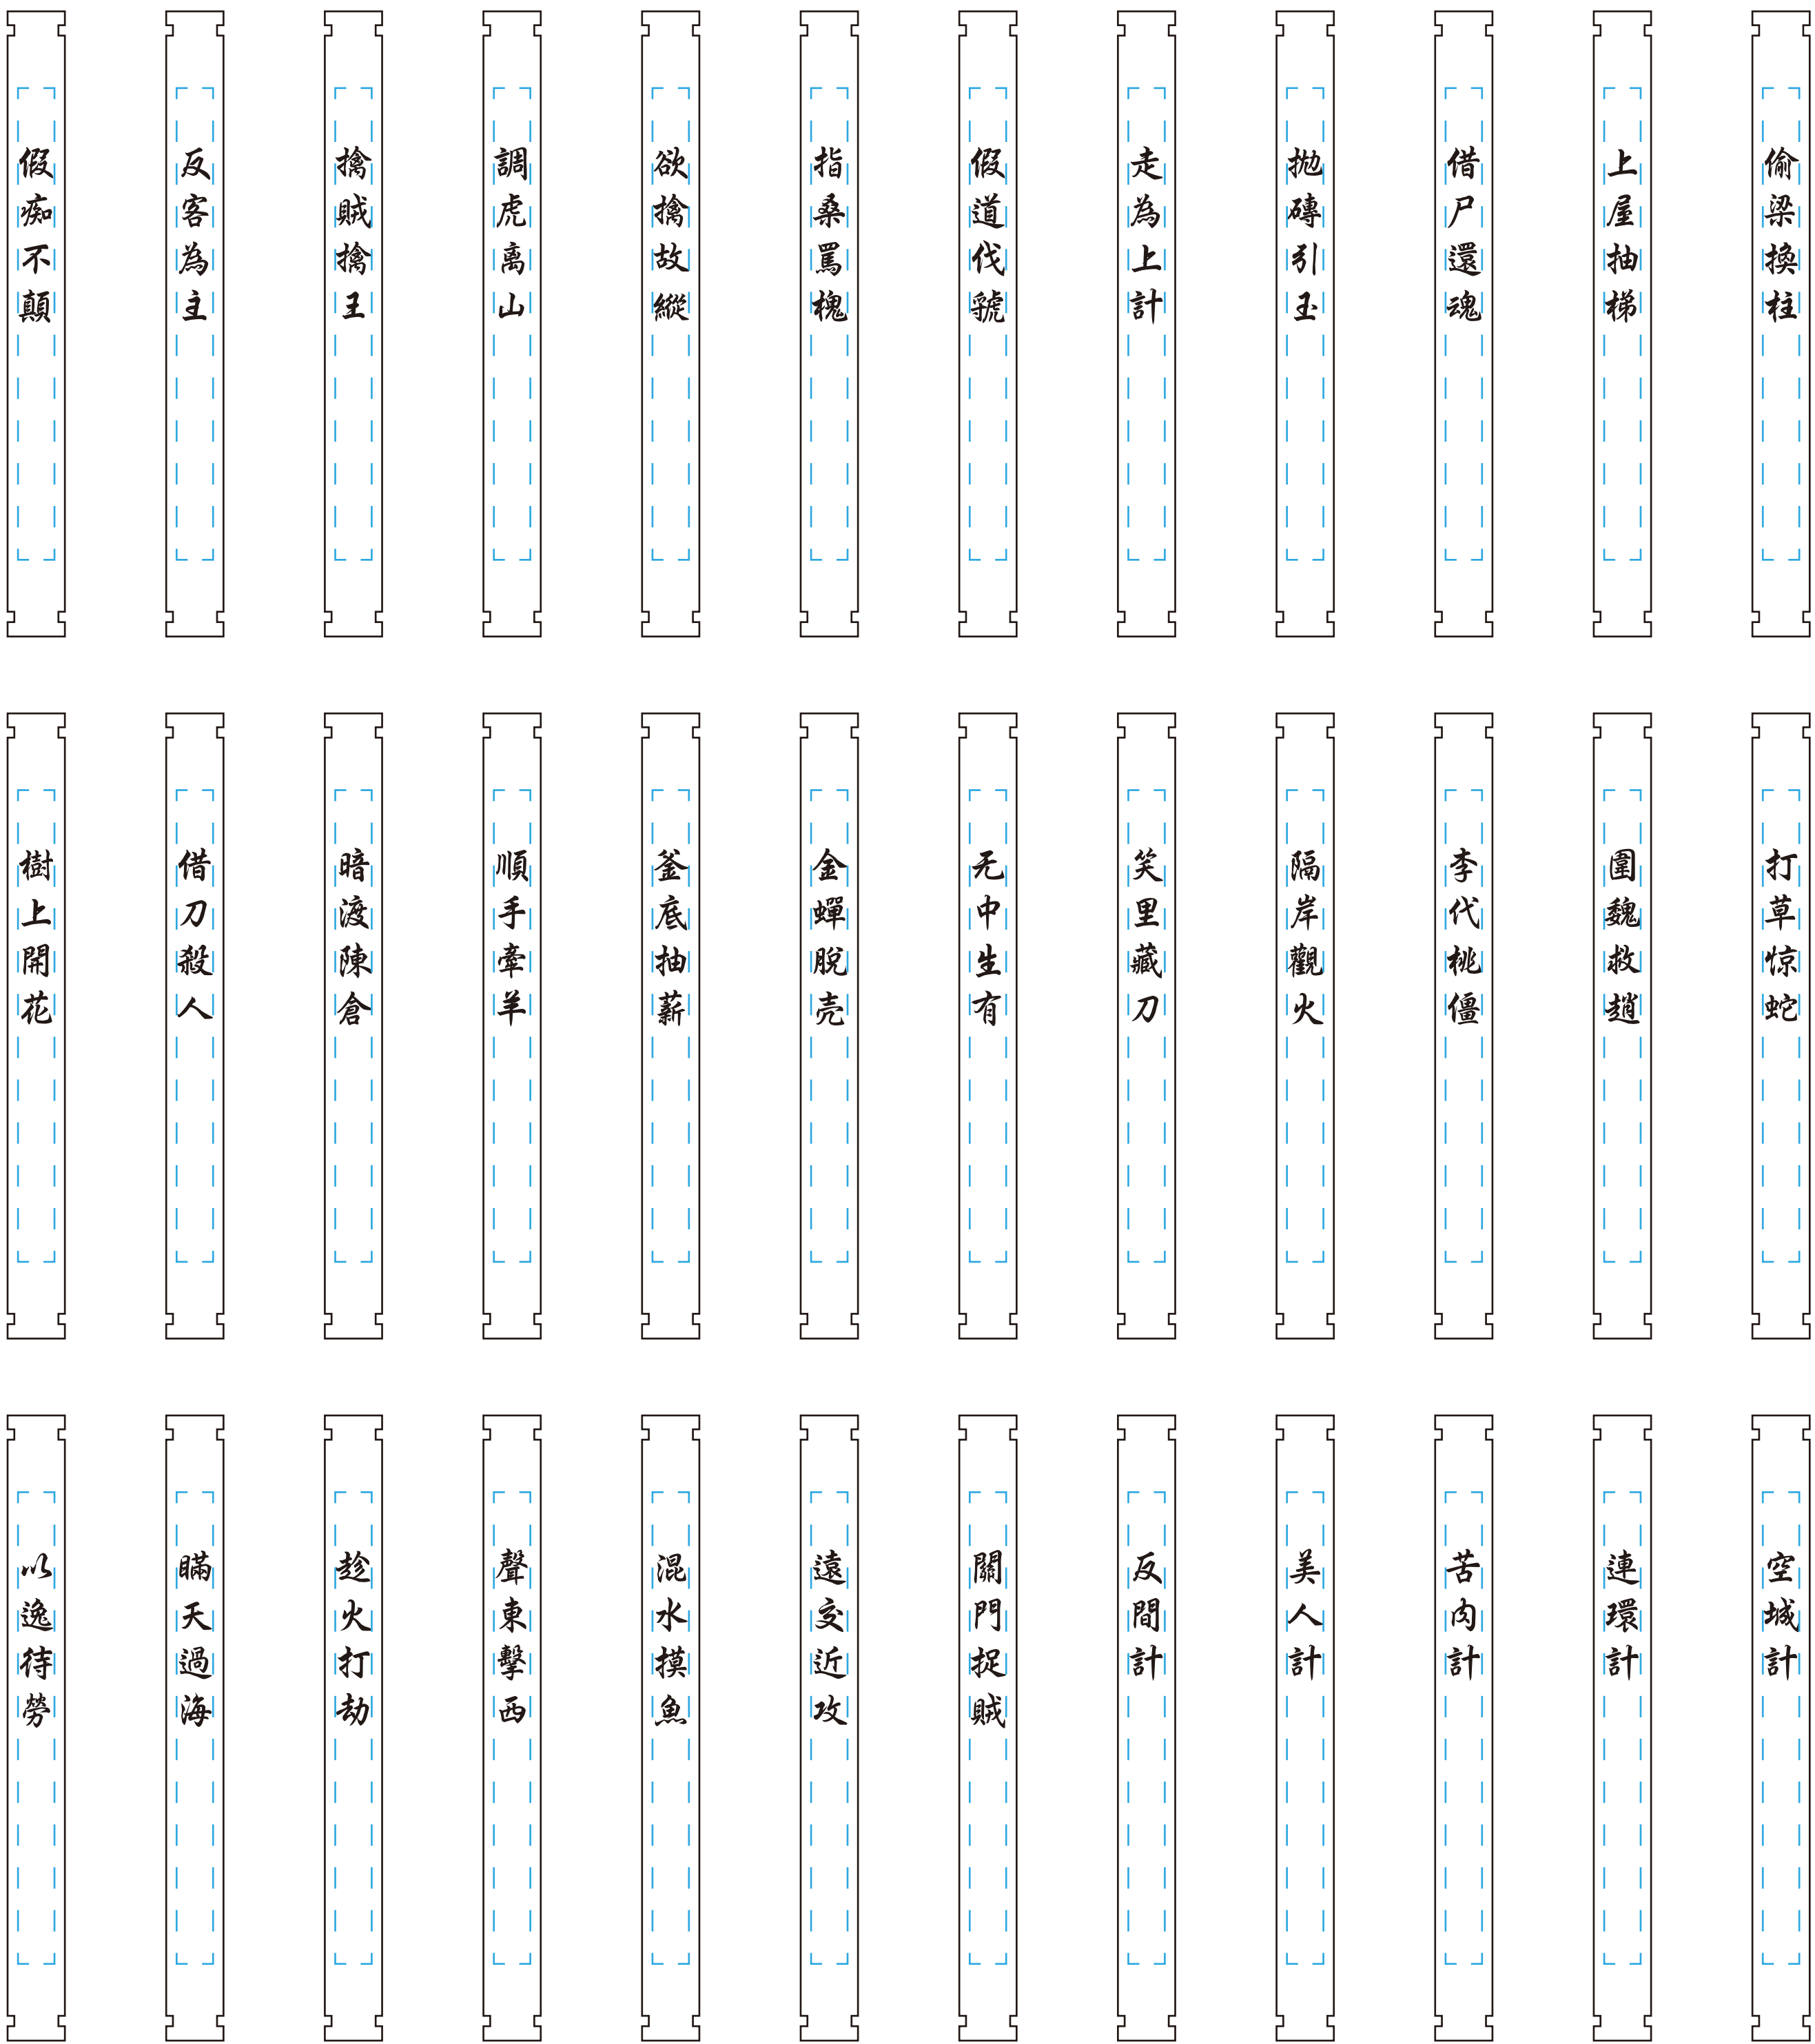 假痴不顛
反客為主
擒賊擒王
調虎离山
欲擒故縱
指桑罵槐
假道伐虢
走為上計
拋磚引玉
借尸還魂
上屋抽梯
偷梁換柱
樹上開花
借刀殺人
暗渡陳倉
順手牽羊
釜底抽薪
金蟬脫壳
无中生有
笑里藏刀
隔岸觀火
李代桃僵
圍魏救趙
打草惊蛇
以逸待勞
瞞天過海
趁火打劫
聲東擊西
混水摸魚
遠交近攻
關門捉賊
反間計
美人計
苦肉計
連環計
空城計